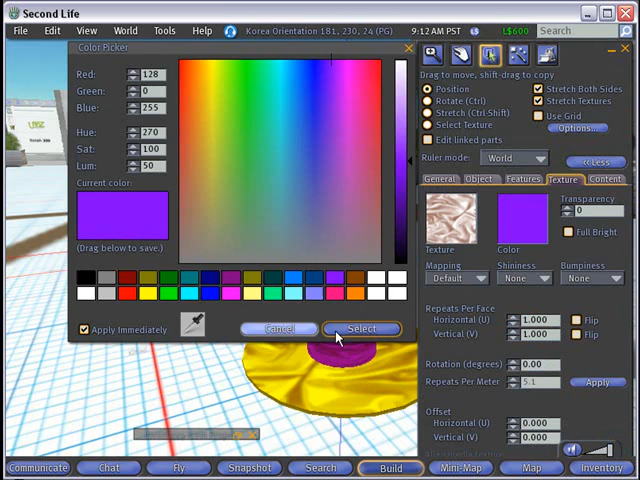 Second Life
File Edit View World Tools Help Korea Orientation 181, 230, 24 (PG) 9:12 AM PST L$ L$600 Search
Color Picker
Red: 128
Green: 0
Blue: 255
Hue: 270
Sat: 100
Lum: 50
Current color:
(Drag below to save.)
Apply Immediately
Cancel
Select
Drag to move, shift-drag to copy
Position
Rotate (Ctrl)
Stretch (Ctrl-Shift)
Select Texture
Edit linked parts
Stretch Both Sides
Stretch Textures
Use Grid
Options...
Ruler mode: World
<< Less
General Object Features Texture Content
Texture
Color
Transparency
0
Full Bright
Mapping Shininess Bumpiness
Default None None
Repeats Per Face
Horizontal (U) 1.000 Flip
Vertical (V) 1.000 Flip
Rotation (degrees) 0.00
Repeats Per Meter 5.1 Apply
Offset
Horizontal (U) 0.000
Vertical (V) 0.000
Communicate Chat Fly Snapshot Search Build Mini-Map Map Inventory